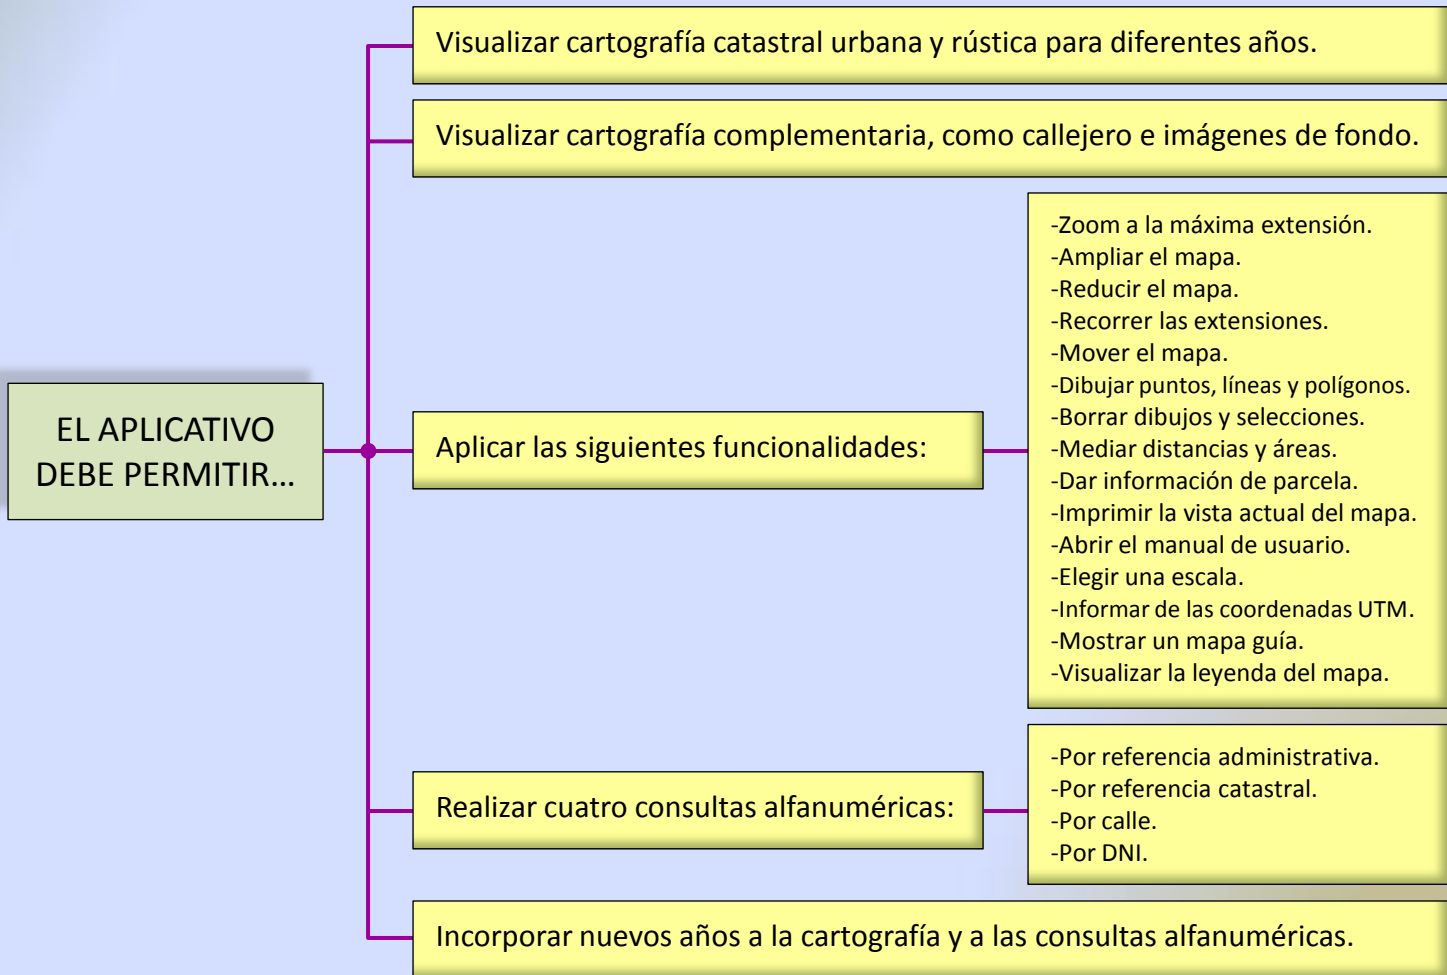 Visualizar cartografía catastral urbana y rústica para diferentes años.
Visualizar cartografía complementaria, como callejero e imágenes de fondo.
EL APLICATIVO
DEBE PERMITIR...
Aplicar las siguientes funcionalidades:
-Zoom a la máxima extensión.
-Ampliar el mapa.
-Reducir el mapa.
-Recorrer las extensiones.
-Mover el mapa.
-Dibujar puntos, líneas y polígonos.
-Borrar dibujos y selecciones.
-Mediar distancias y áreas.
-Dar información de parcela.
-Imprimir la vista actual del mapa.
-Abrir el manual de usuario.
-Elegir una escala.
-Informar de las coordenadas UTM.
-Mostrar un mapa guía.
-Visualizar la leyenda del mapa.
Realizar cuatro consultas alfanuméricas:
-Por referencia administrativa.
-Por referencia catastral.
-Por calle.
-Por DNI.
Incorporar nuevos años a la cartografía y a las consultas alfanuméricas.